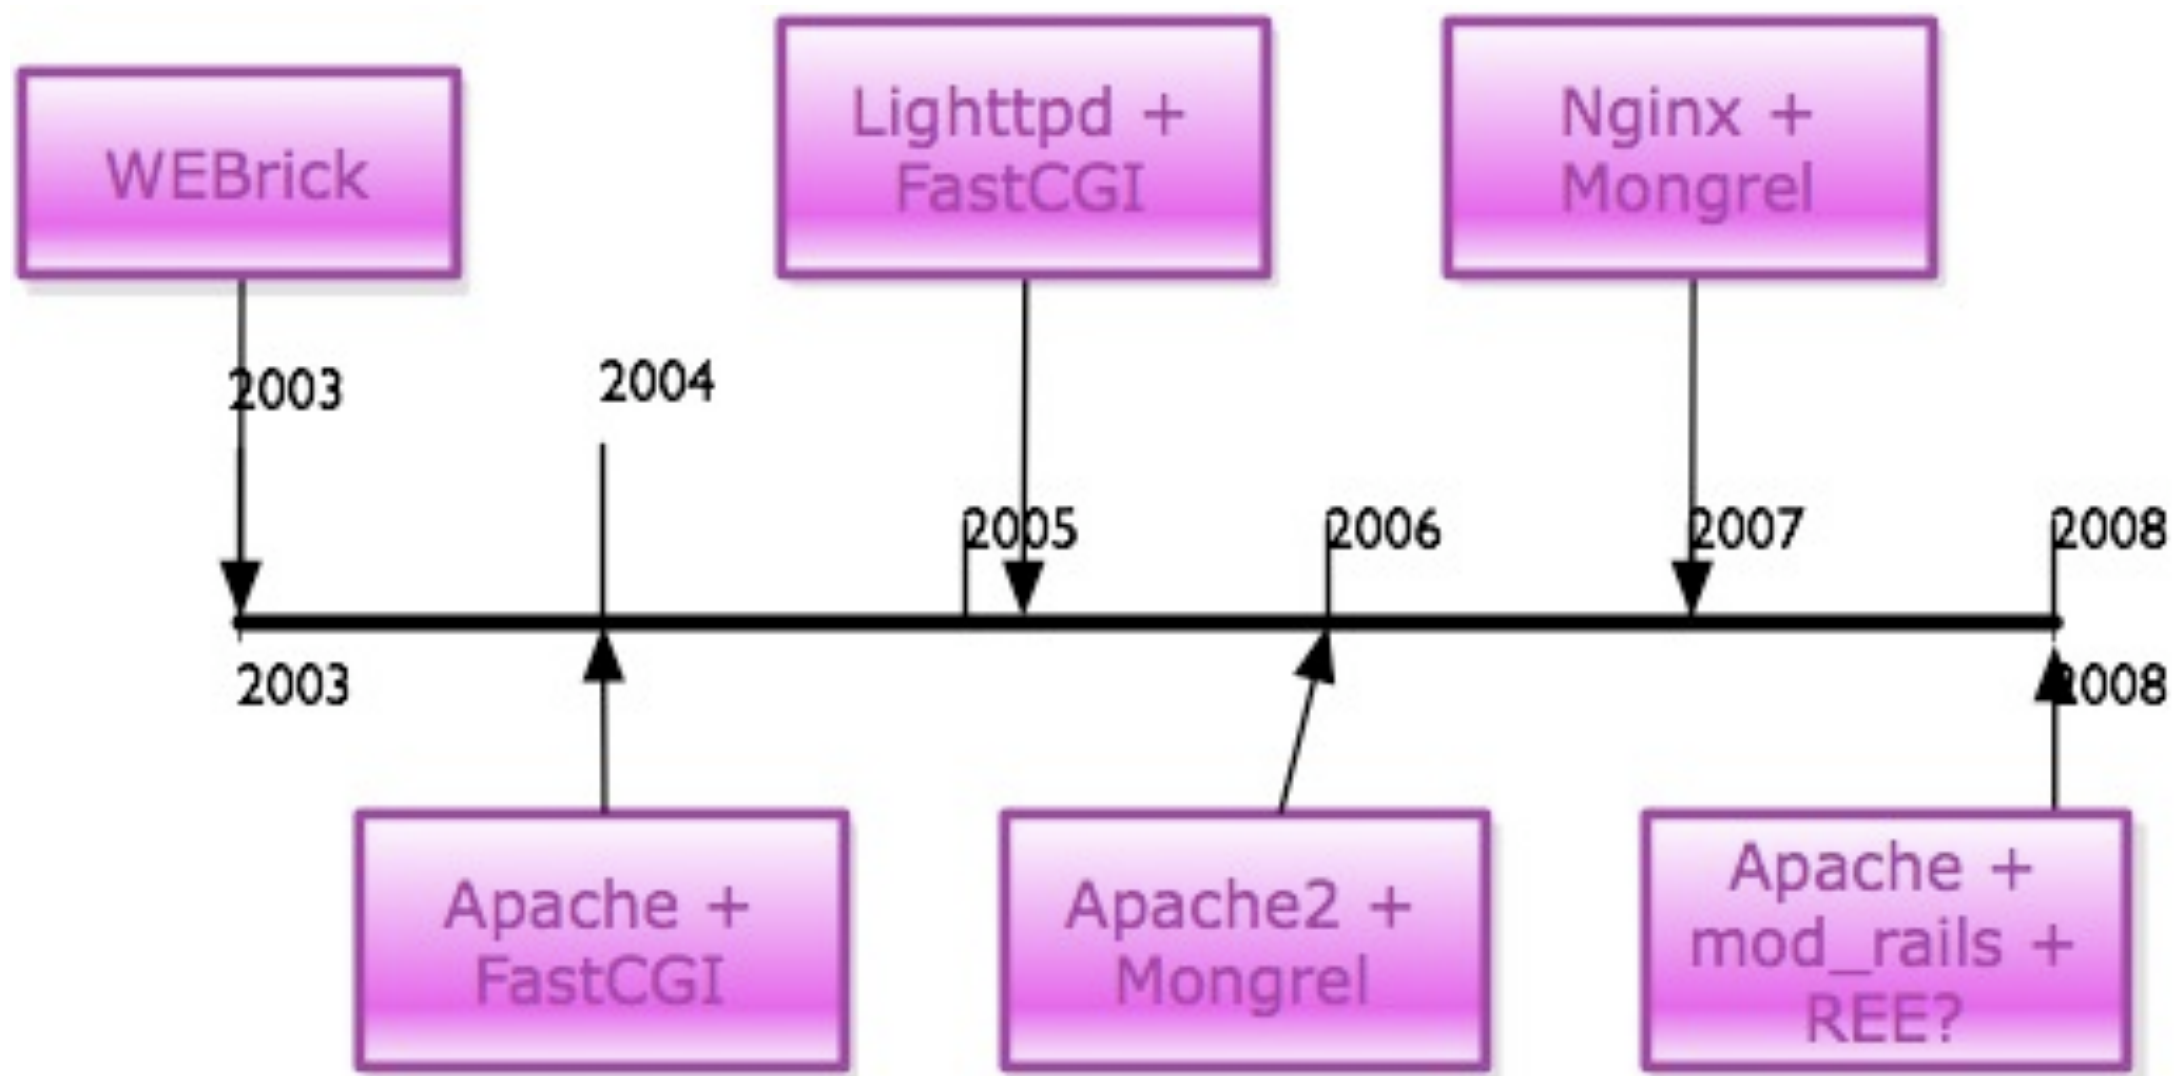 WEBrick
Lighttpd +
FastCGI
Nginx +
Mongrel
2003
2004
2005
2006
2007
2008
2003
2008
Apache +
FastCGI
Apache2 +
Mongrel
Apache +
mod_rails +
REE?